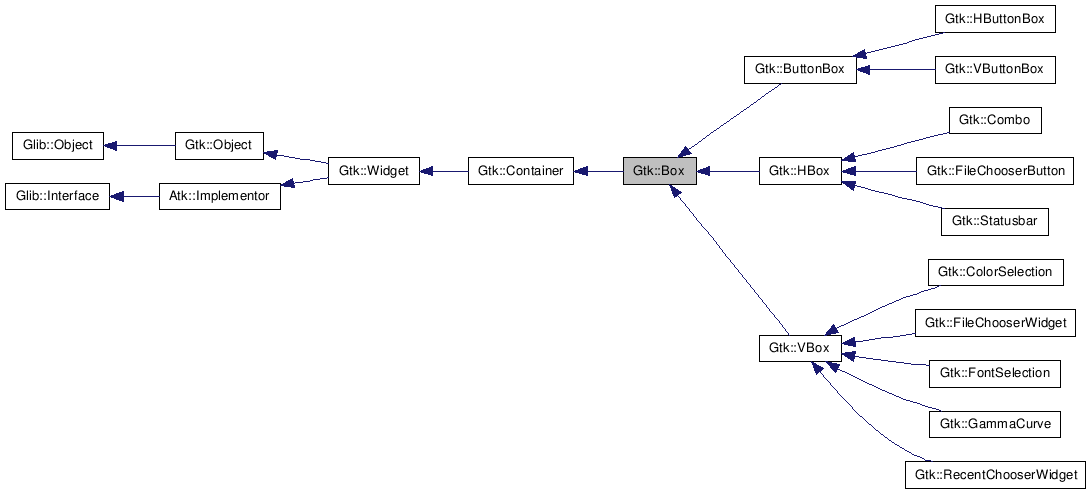 Gtk::HButtonBox
Gtk::ButtonBox
Gtk::VButtonBox
Gtk::Combo
Glib::Object
Gtk::Object
Gtk::Widget
Gtk::Container
Gtk::Box
Gtk::HBox
Gtk::FileChooserButton
Glib::Interface
Atk::Implementor
Gtk::Statusbar
Gtk::ColorSelection
Gtk::FileChooserWidget
Gtk::VBox
Gtk::FontSelection
Gtk::GammaCurve
Gtk::RecentChooserWidget